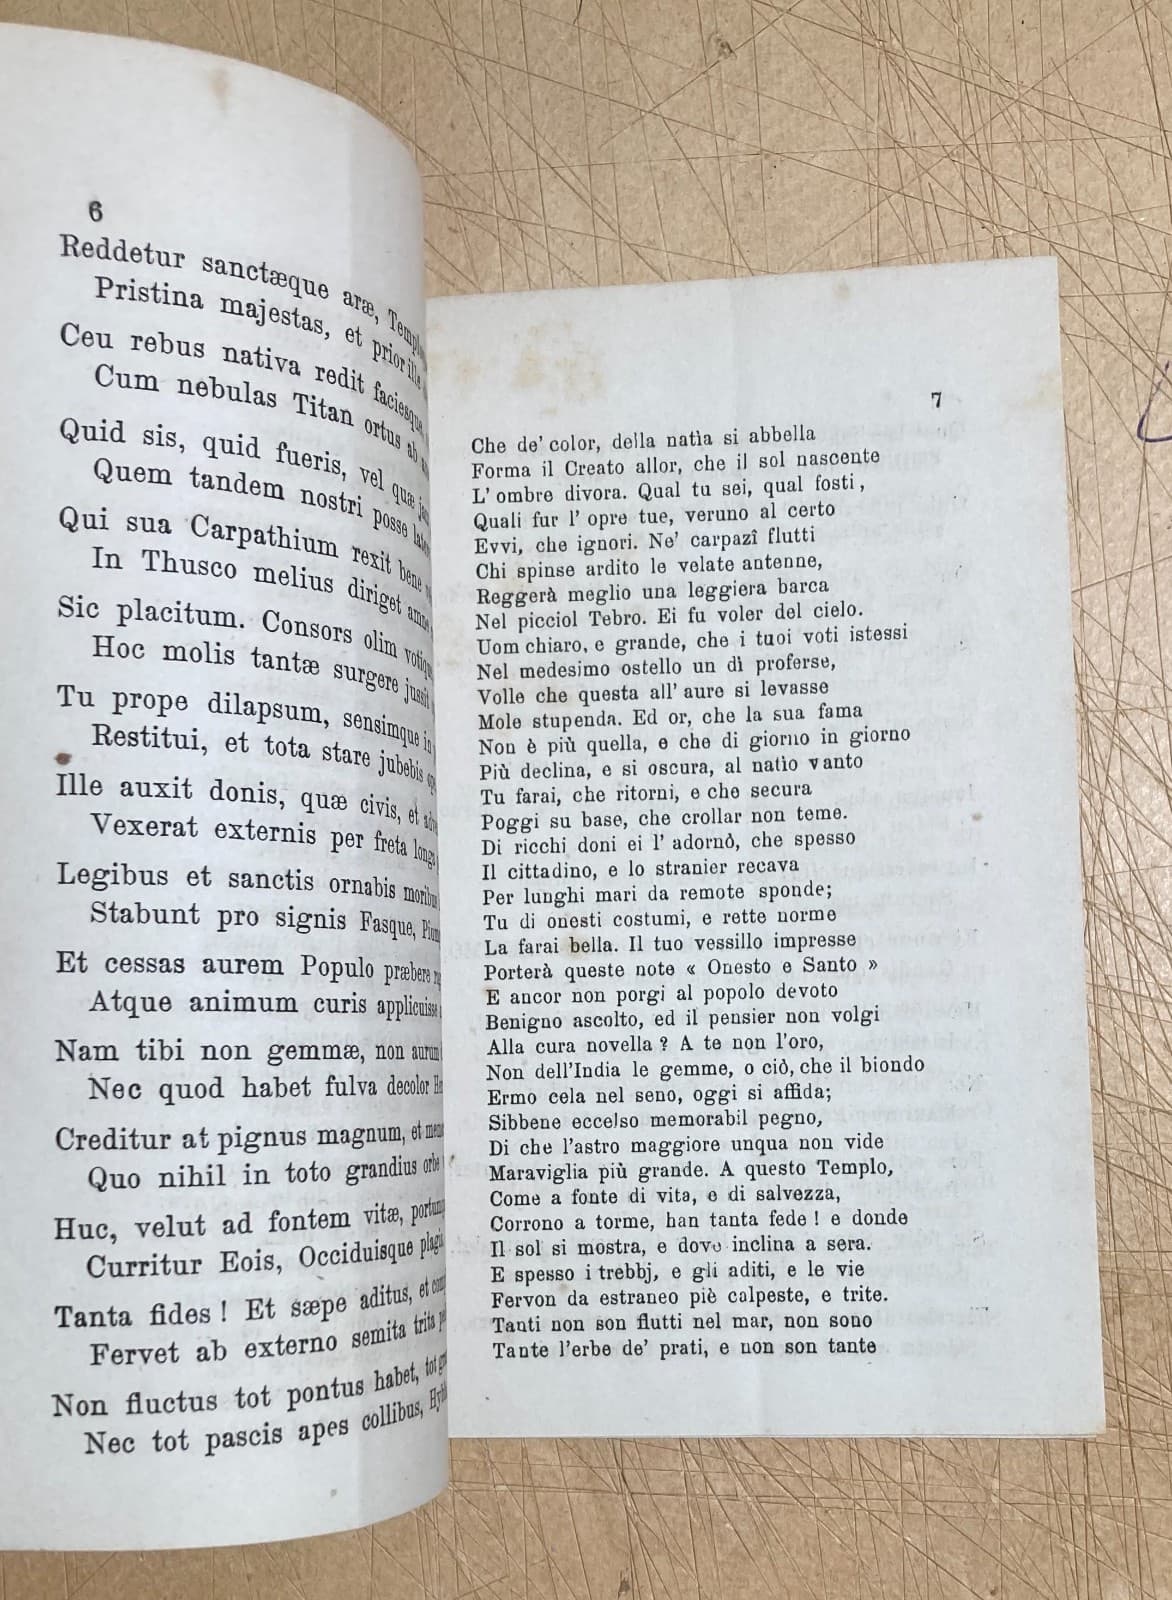 6
Reddetur sanctæque aræ,
Pristina majestas, et prior
Ceu rebus nativa redit faciesque
Cum nebulas Titan ortus ab
Quid sis, quid fueris, vel quæ
Quem tandem nostri posse
Qui sua Carpathium rexit bene
In Thusco melius diriget
Sic placitum. Consors olim
Hoc molis tantæ surgere jussit
Tu prope dilapsum, sensimque in
Restitui, et tota stare jubebis
Ille auxit donis, quæ civis, et
Vexerat externis per freta longa
Legibus et sanctis ornabis
Stabunt pro signis Fasque,
Et cessas aurem Populo præbere
Atque animum curis applicuisse
Nam tibi non gemmæ, non
Nec quod habet fulva decolor
Creditur at pignus magnum, et
Quo nihil in toto grandius orbe
Huc, velut ad fontem vitæ,
Curritur Eois, Occiduisque
Tanta fides ! Et sæpe aditus, et
Fervet ab externo semita trita
Non fluctus tot pontus habet, tot
Nec tot pascis apes collibus,
7
Che de' color, della natìa si abbella
Forma il Creato allor, che il sol nascente
L' ombre divora. Qual tu sei, qual fosti,
Quali fur l' opre tue, veruno al certo
Evvi, che ignori. Ne' carpazî flutti
Chi spinse ardito le velate antenne,
Reggerà meglio una leggiera barca
Nel picciol Tebro. Ei fu voler del cielo.
Uom chiaro, e grande, che i tuoi voti istessi
Nel medesimo ostello un dì proferse,
Volle che questa all' aure si levasse
Mole stupenda. Ed or, che la sua fama
Non è più quella, e che di giorno in giorno
Più declina, e si oscura, al natìo vanto
Tu farai, che ritorni, e che secura
Poggi su base, che crollar non teme.
Di ricchi doni ei l' adornò, che spesso
Il cittadino, e lo stranier recava
Per lunghi mari da remote sponde;
Tu di onesti costumi, e rette norme
La farai bella. Il tuo vessillo impresse
Porterà queste note « Onesto e Santo »
E ancor non porgi al popolo devoto
Benigno ascolto, ed il pensier non volgi
Alla cura novella ? A te non l'oro,
Non dell'India le gemme, o ciò, che il biondo
Ermo cela nel seno, oggi si affida;
Sibbene eccelso memorabil pegno,
Di che l'astro maggiore unqua non vide
Maraviglia più grande. A questo Templo,
Come a fonte di vita, e di salvezza,
Corrono a torme, han tanta fede ! e donde
Il sol si mostra, e dove inclina a sera.
E spesso i trebbj, e gli aditi, e le vie
Fervon da estraneo piè calpeste, e trite.
Tanti non son flutti nel mar, non sono
Tante l'erbe de' prati, e non son tante